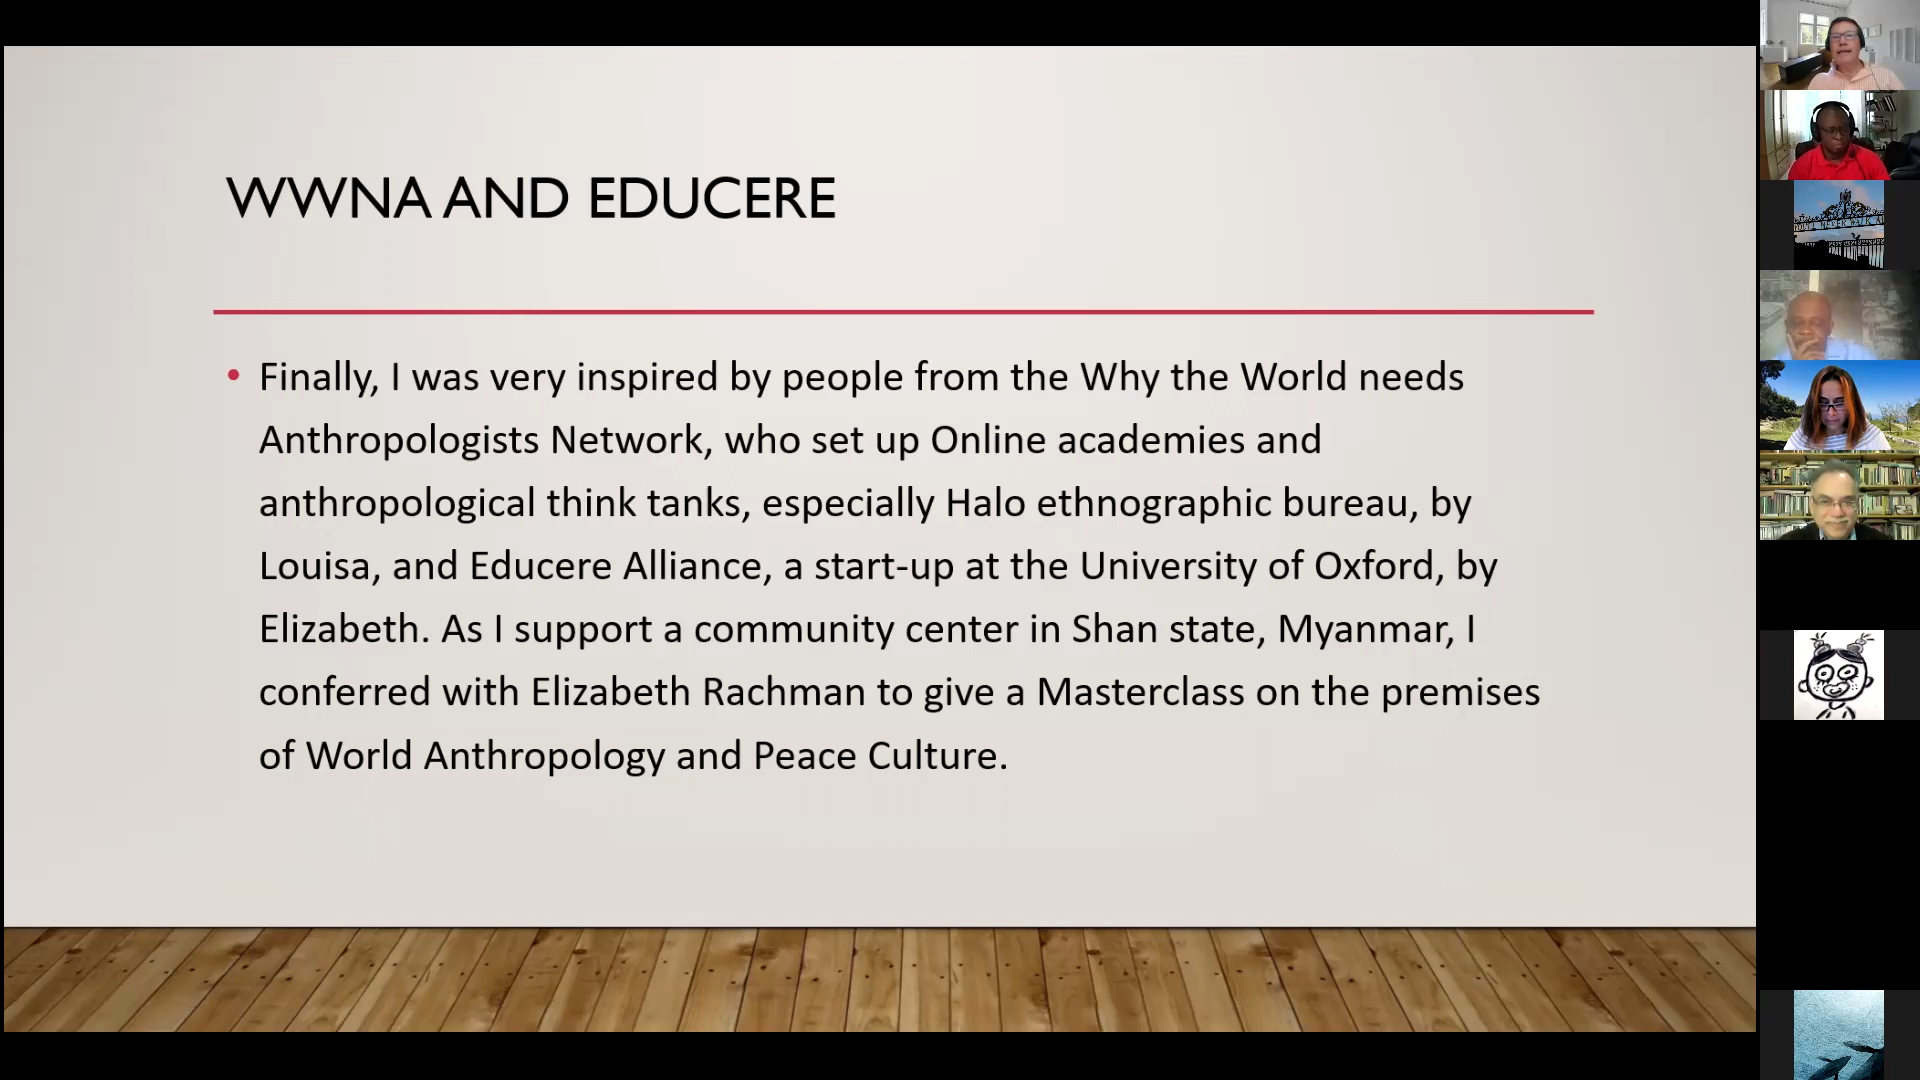 WWNA AND EDUCERE
• Finally, I was very inspired by people from the Why the World needs
Anthropologists Network, who set up Online academies and
anthropological think tanks, especially Halo ethnographic bureau, by
Louisa, and Educere Alliance, a start-up at the University of Oxford, by
Elizabeth. As I support a community center in Shan state, Myanmar, I
conferred with Elizabeth Rachman to give a Masterclass on the premises
of World Anthropology and Peace Culture.